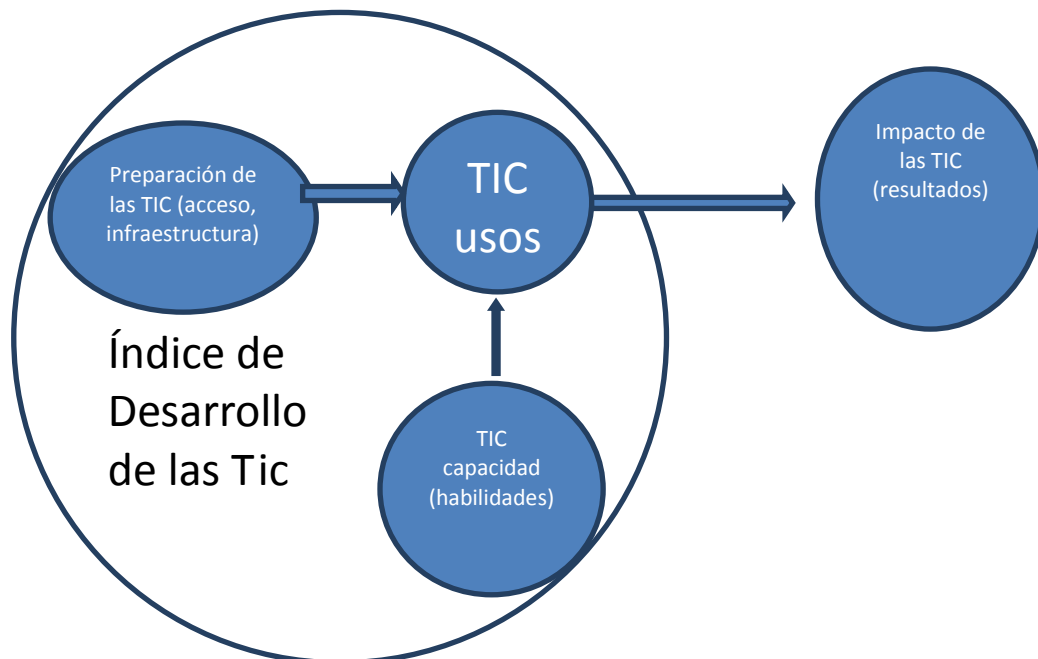 Preparación de
las TIC (acceso,
infraestructura)
TIC
usos
Impacto de
las TIC
(resultados)
Índice de
Desarrollo
de las Tic
TIC
capacidad
(habilidades)